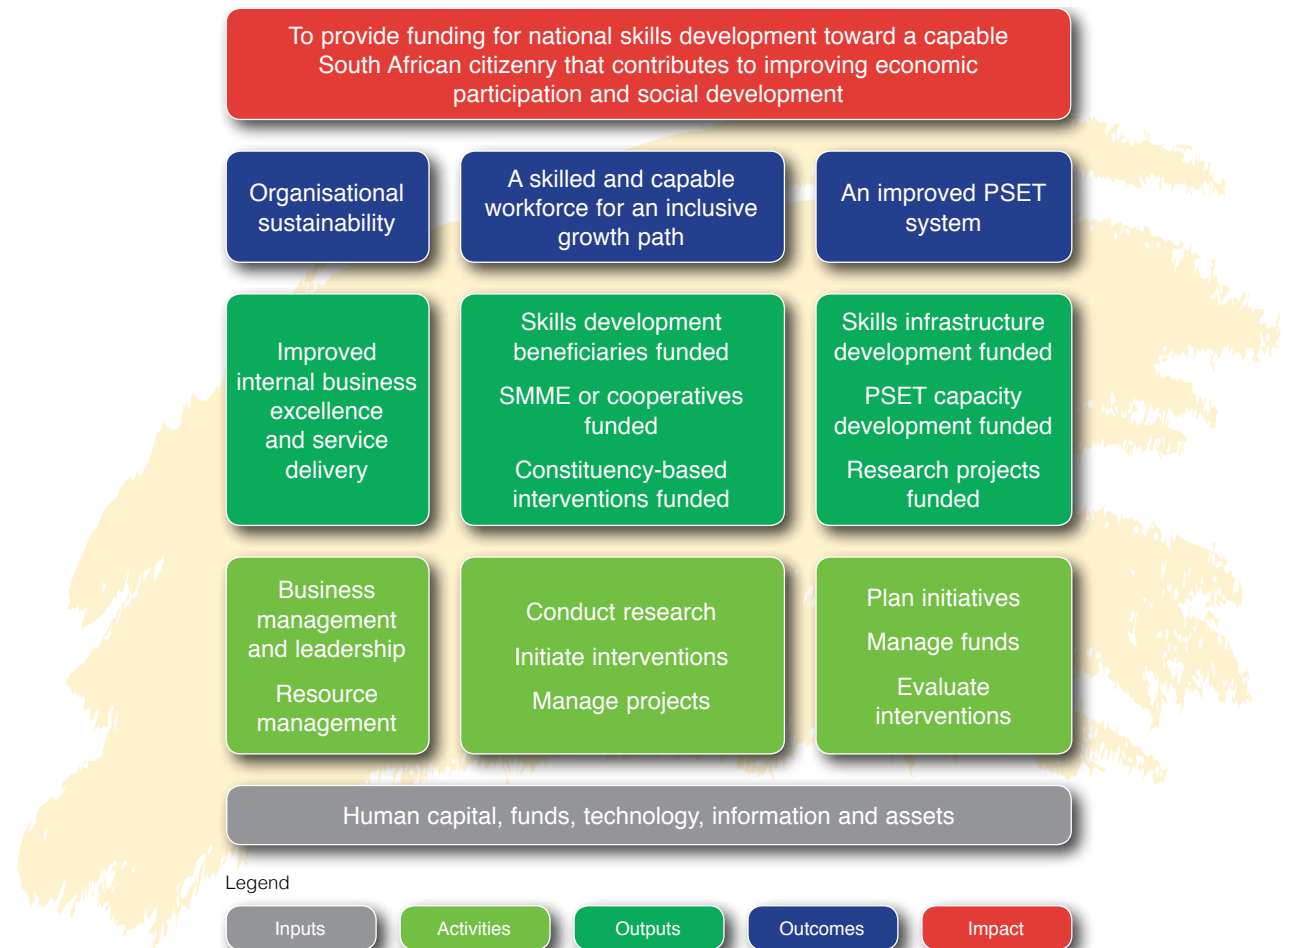 To provide funding for national skills development toward a capable
South African citizenry that contributes to improving economic
participation and social development
Organisational
sustainability
A skilled and capable
workforce for an inclusive
growth path
An improved PSET
system
Improved
internal business
excellence
and service
delivery
Skills development
beneficiaries funded
SMME or cooperatives
funded
Constituency-based
interventions funded
Skills infrastructure
development funded
PSET capacity
development funded
Research projects
funded
Business
management
and leadership
Resource
management
Conduct research
Initiate interventions
Manage projects
Plan initiatives
Manage funds
Evaluate
interventions
Human capital, funds, technology, information and assets
Legend
Inputs
Activities
Outputs
Outcomes
Impact